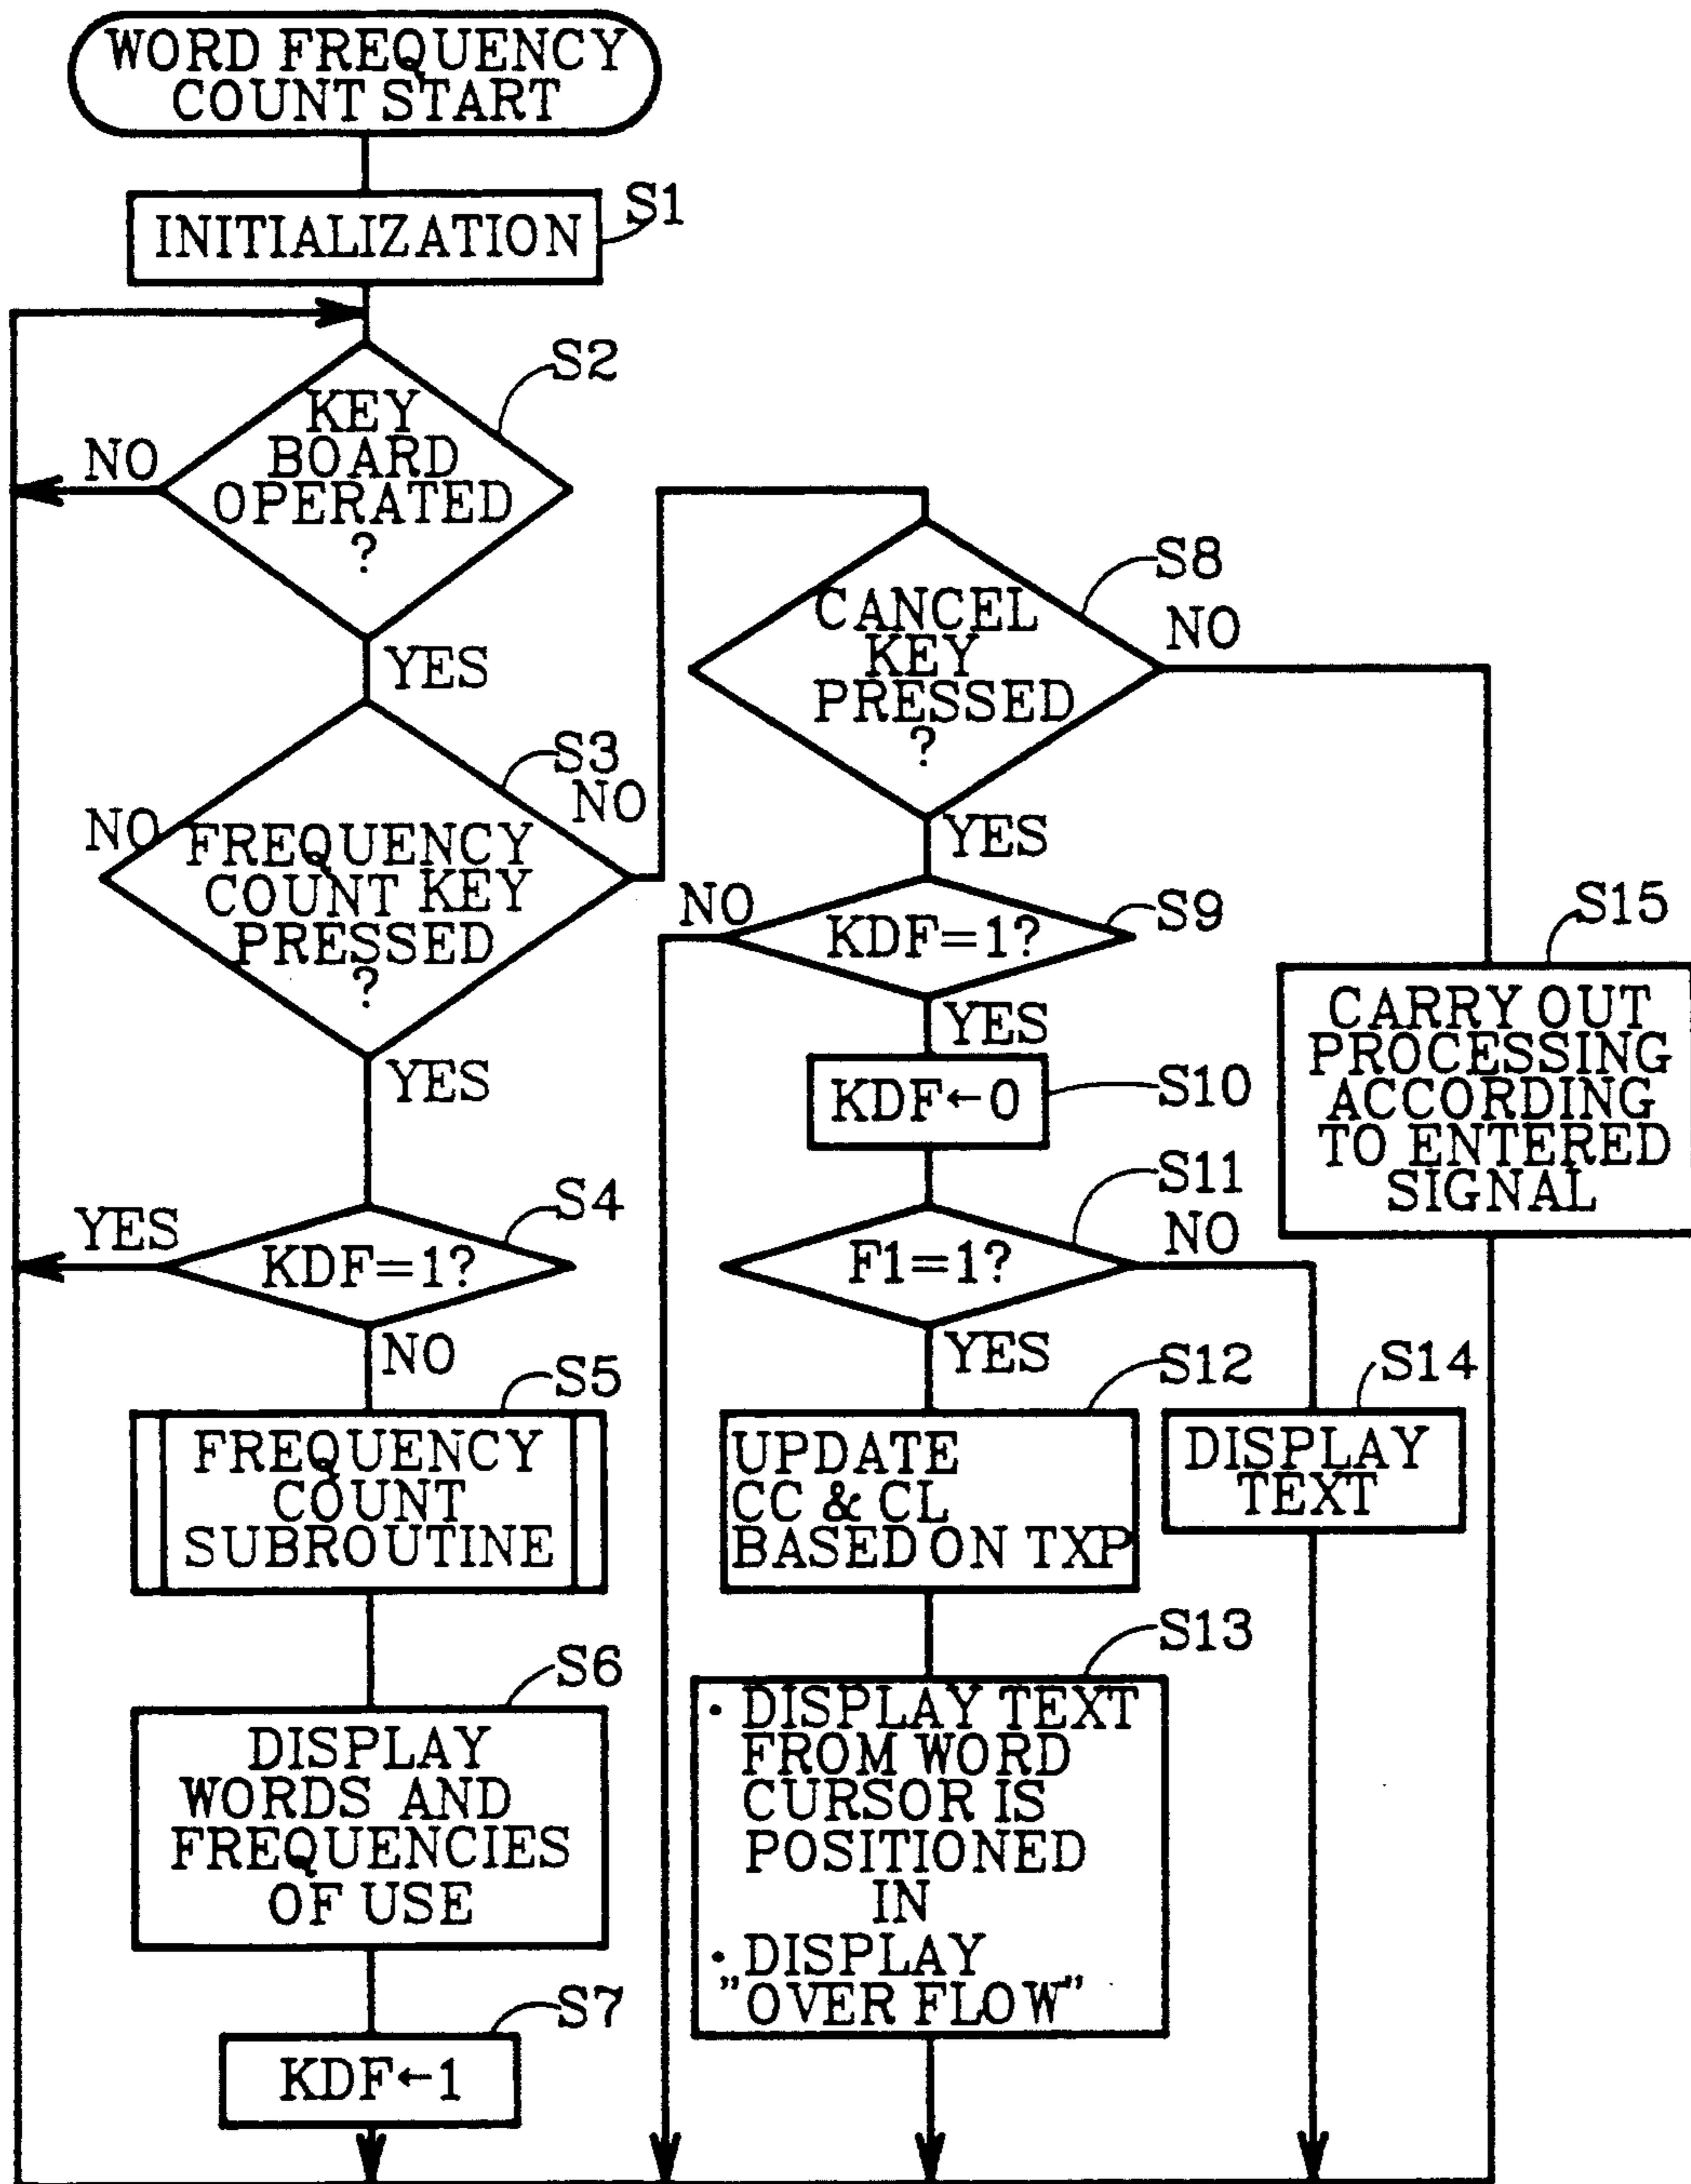 WORD FREQUENCY
COUNT START
INITIALIZATION
S1
KEY
BOARD
OPERATED
?
S2
NO
YES
FREQUENCY
COUNT KEY
PRESSED
?
S3
NO
NO
YES
KDF=1?
S4
YES
NO
FREQUENCY
COUNT
SUBROUTINE
S5
DISPLAY
WORDS AND
FREQUENCIES
OF USE
S6
KDF←1
S7
CANCEL
KEY
PRESSED
?
S8
NO
YES
KDF=1?
S9
NO
YES
KDF←0
S10
F1=1?
S11
NO
YES
UPDATE
CC & CL
BASED ON TXP
S12
• DISPLAY TEXT
FROM WORD
CURSOR IS
POSITIONED
IN
• DISPLAY
"OVER FLOW"
S13
DISPLAY
TEXT
S14
CARRY OUT
PROCESSING
ACCORDING
TO ENTERED
SIGNAL
S15